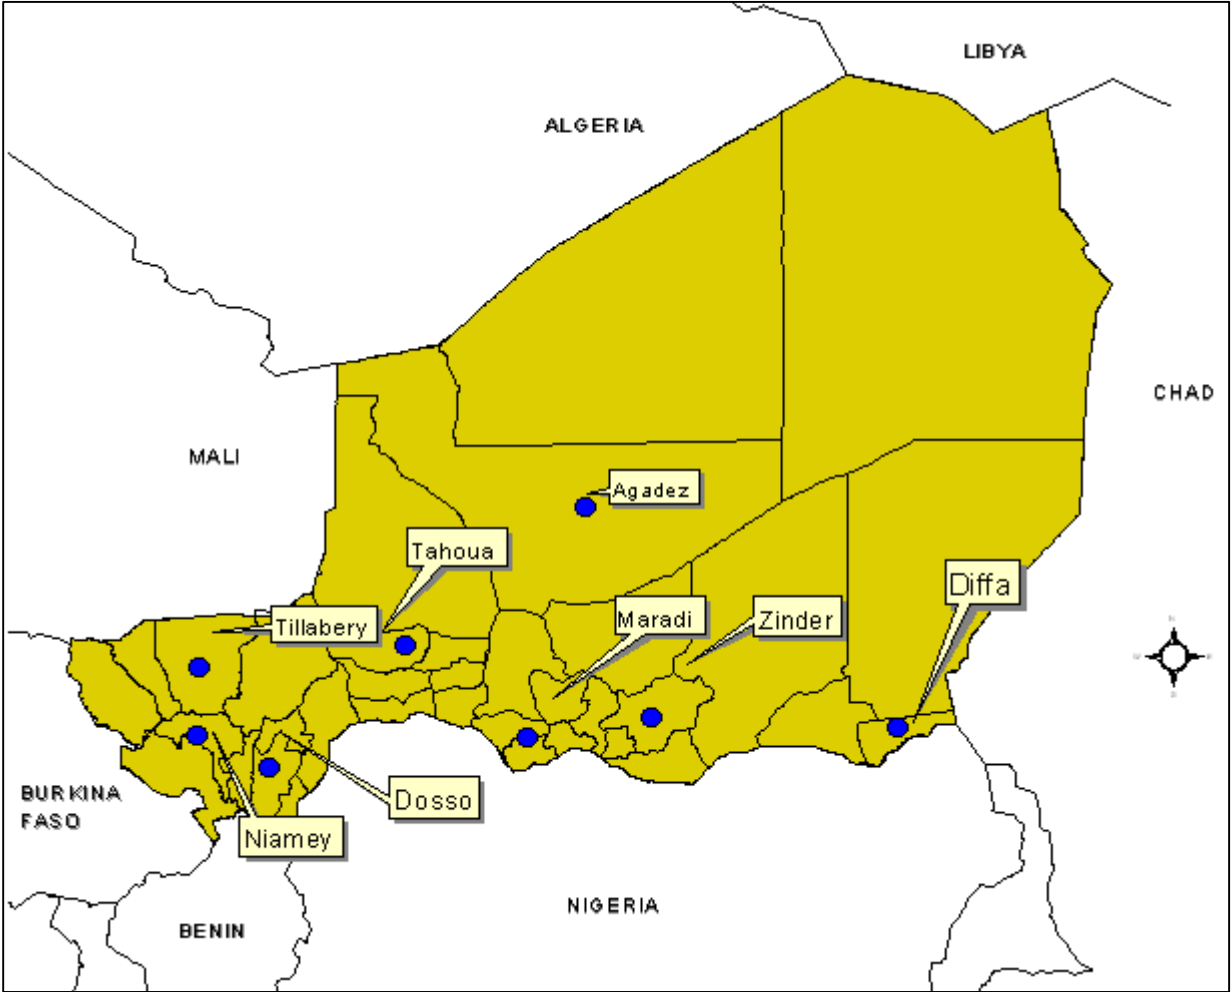 LIBYA
ALGERIA
CHAD
MALI
Agadez
Tahoua
Diffa
Tillabery
Maradi
Zinder
BURKINA
FASO
Dosso
Niamey
NIGERIA
BENIN